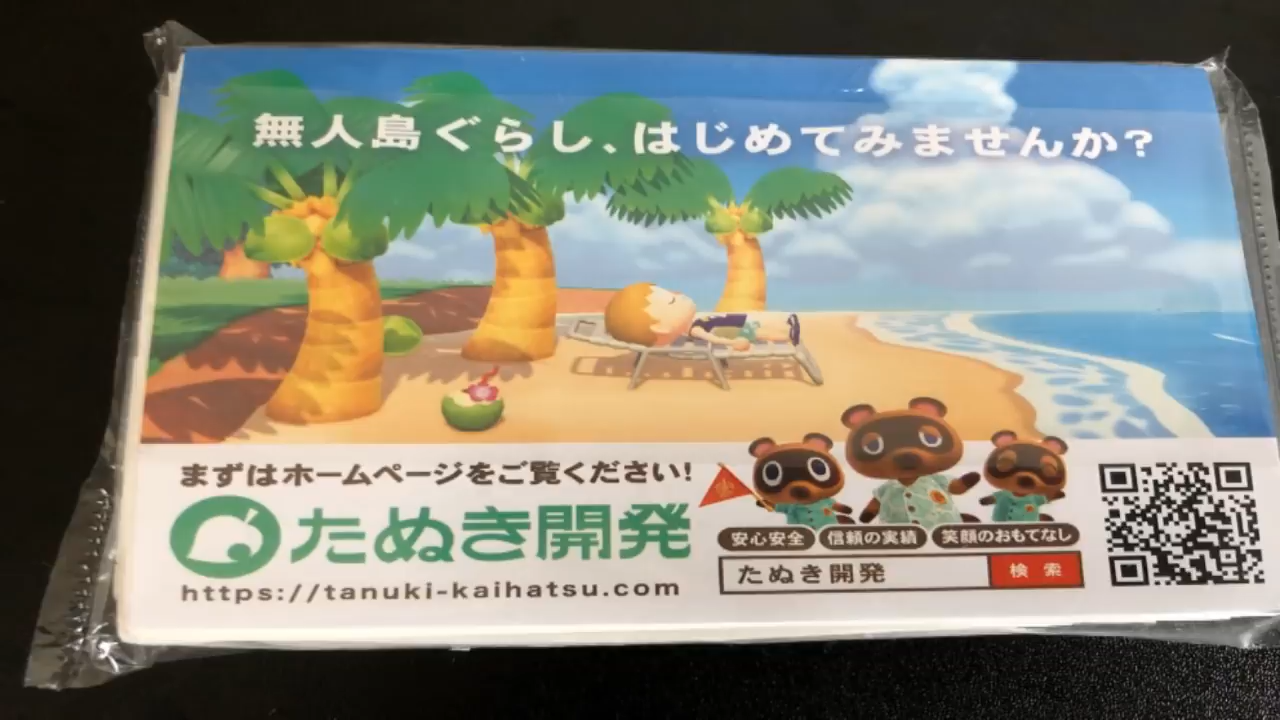 無人島ぐらし、はじめてみませんか?
まずはホームページをご覧ください!
たぬき開発
https://tanuki-kaihatsu.com
安心安全 信頼の実績 笑顔のおもてなし
たぬき開発 検索